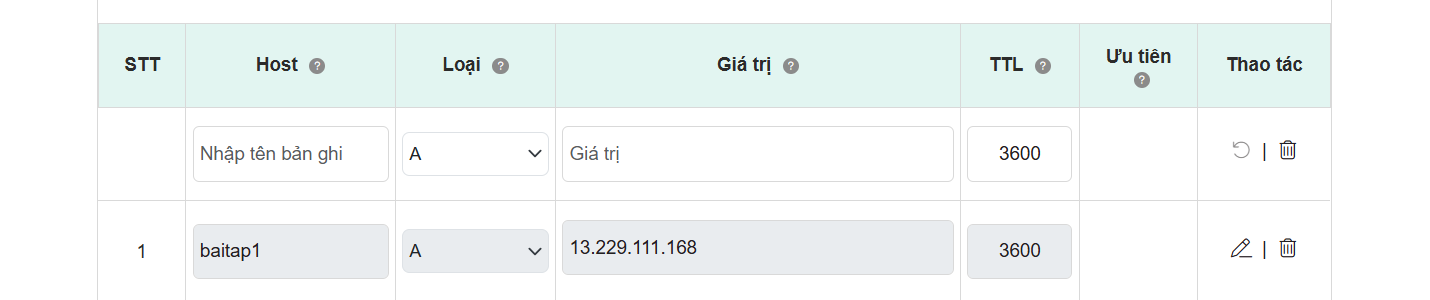 STT Host ? Loại ? Giá trị ? TTL ? Ưu tiên ? Thao tác
Nhập tên bản ghi A Giá trị 3600 |
1 baitap1 A 13.229.111.168 3600 |